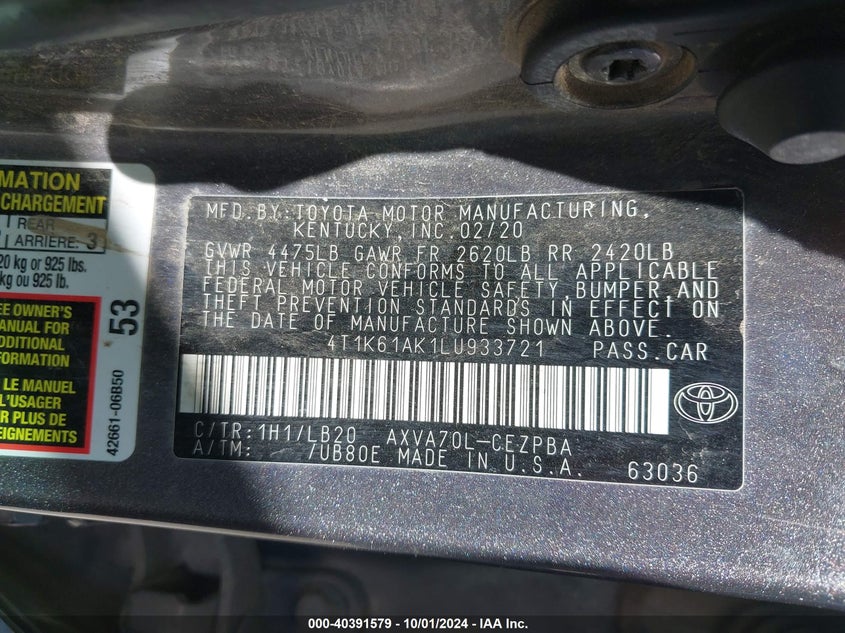 MATION
CHARGEMENT
REAR
ARRIERE. 3
20 kg or 925 lbs.
kg ou 925 lb.
EE OWNER'S
MANUAL FOR
ADDITIONAL
FORMATION
LE MANUEL
L'USAGER
R PLUS DE
EIGNEMENTS
53
42661-06B50
MFD. BY: TOYOTA MOTOR MANUFACTURING,
KENTUCKY, INC. 02/20
GVWR 4475LB GAWR FR 2620LB RR 2420LB
THIS VEHICLE CONFORMS TO ALL APPLICABLE
FEDERAL MOTOR VEHICLE SAFETY, BUMPER, AND
THEFT PREVENTION STANDARDS IN EFFECT ON
THE DATE OF MANUFACTURE SHOWN ABOVE.
4T1K61AK1LU933721 PASS. CAR
C/TR: 1H1/LB20 AXVA70L-CEZPBA
A/TM: /UB80E MADE IN U.S.A. 63036
000-40391579 - 10/01/2024 - IAA Inc.